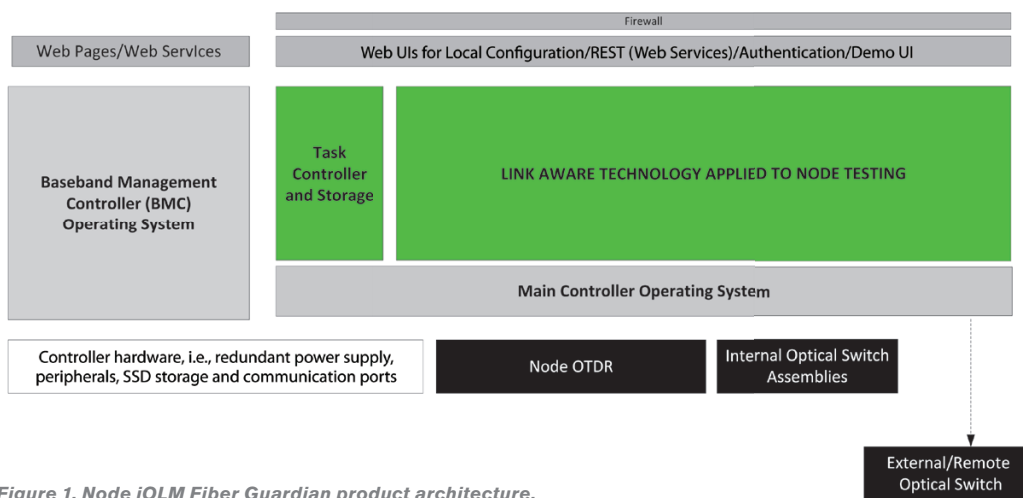 Firewall
Web Pages/Web Services
Web UIs for Local Configuration/REST (Web Services)/Authentication/Demo UI
Baseband Management
Controller (BMC)
Operating System
Task
Controller
and Storage
LINK AWARE TECHNOLOGY APPLIED TO NODE TESTING
Main Controller Operating System
Controller hardware, i.e., redundant power supply,
peripherals, SSD storage and communication ports
Node OTDR
Internal Optical Switch
Assemblies
External/Remote
Optical Switch
Figure 1. Node iOLM Fiber Guardian product architecture.